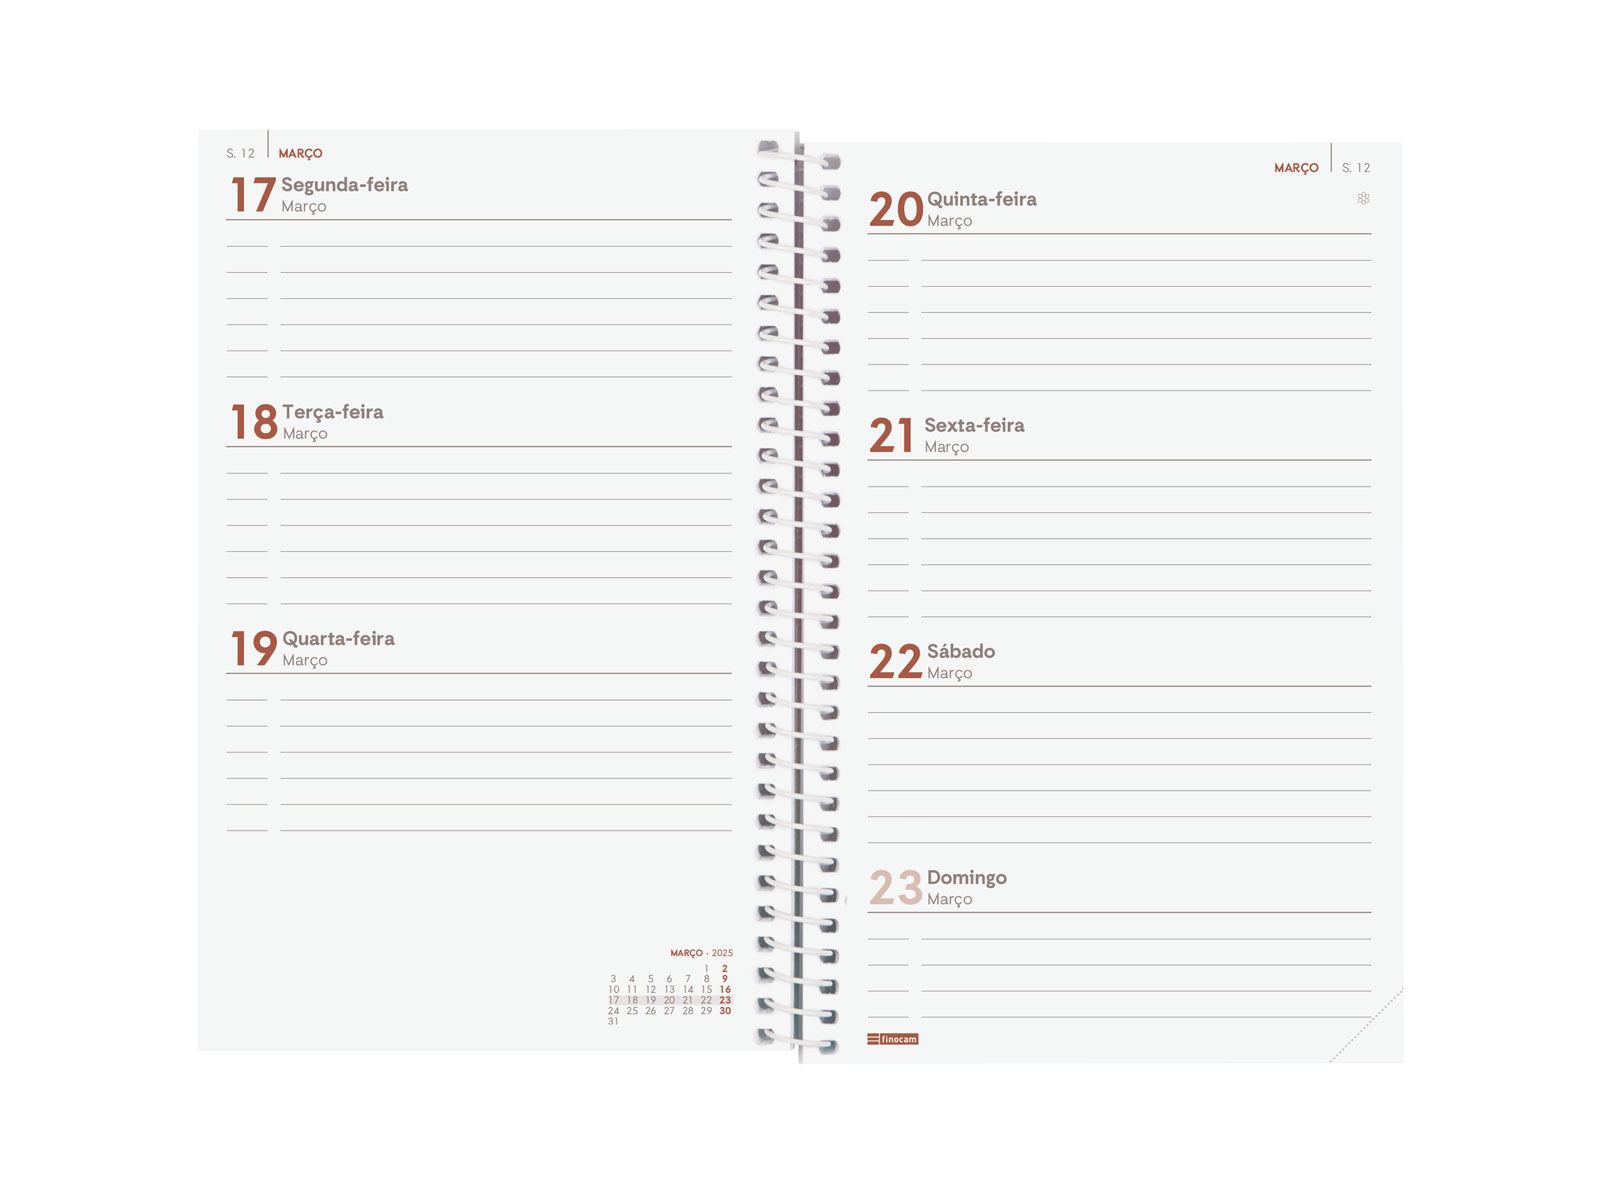 S. 12 MARÇO
17 Segunda-feira
Março
18 Terça-feira
Março
19 Quarta-feira
Março
MARÇO - 2025
1 2
3 4 5 6 7 8 9
10 11 12 13 14 15 16
17 18 19 20 21 22 23
24 25 26 27 28 29 30
31
MARÇO S. 12
20 Quinta-feira
Março
21 Sexta-feira
Março
22 Sábado
Março
23 Domingo
Março
finocam